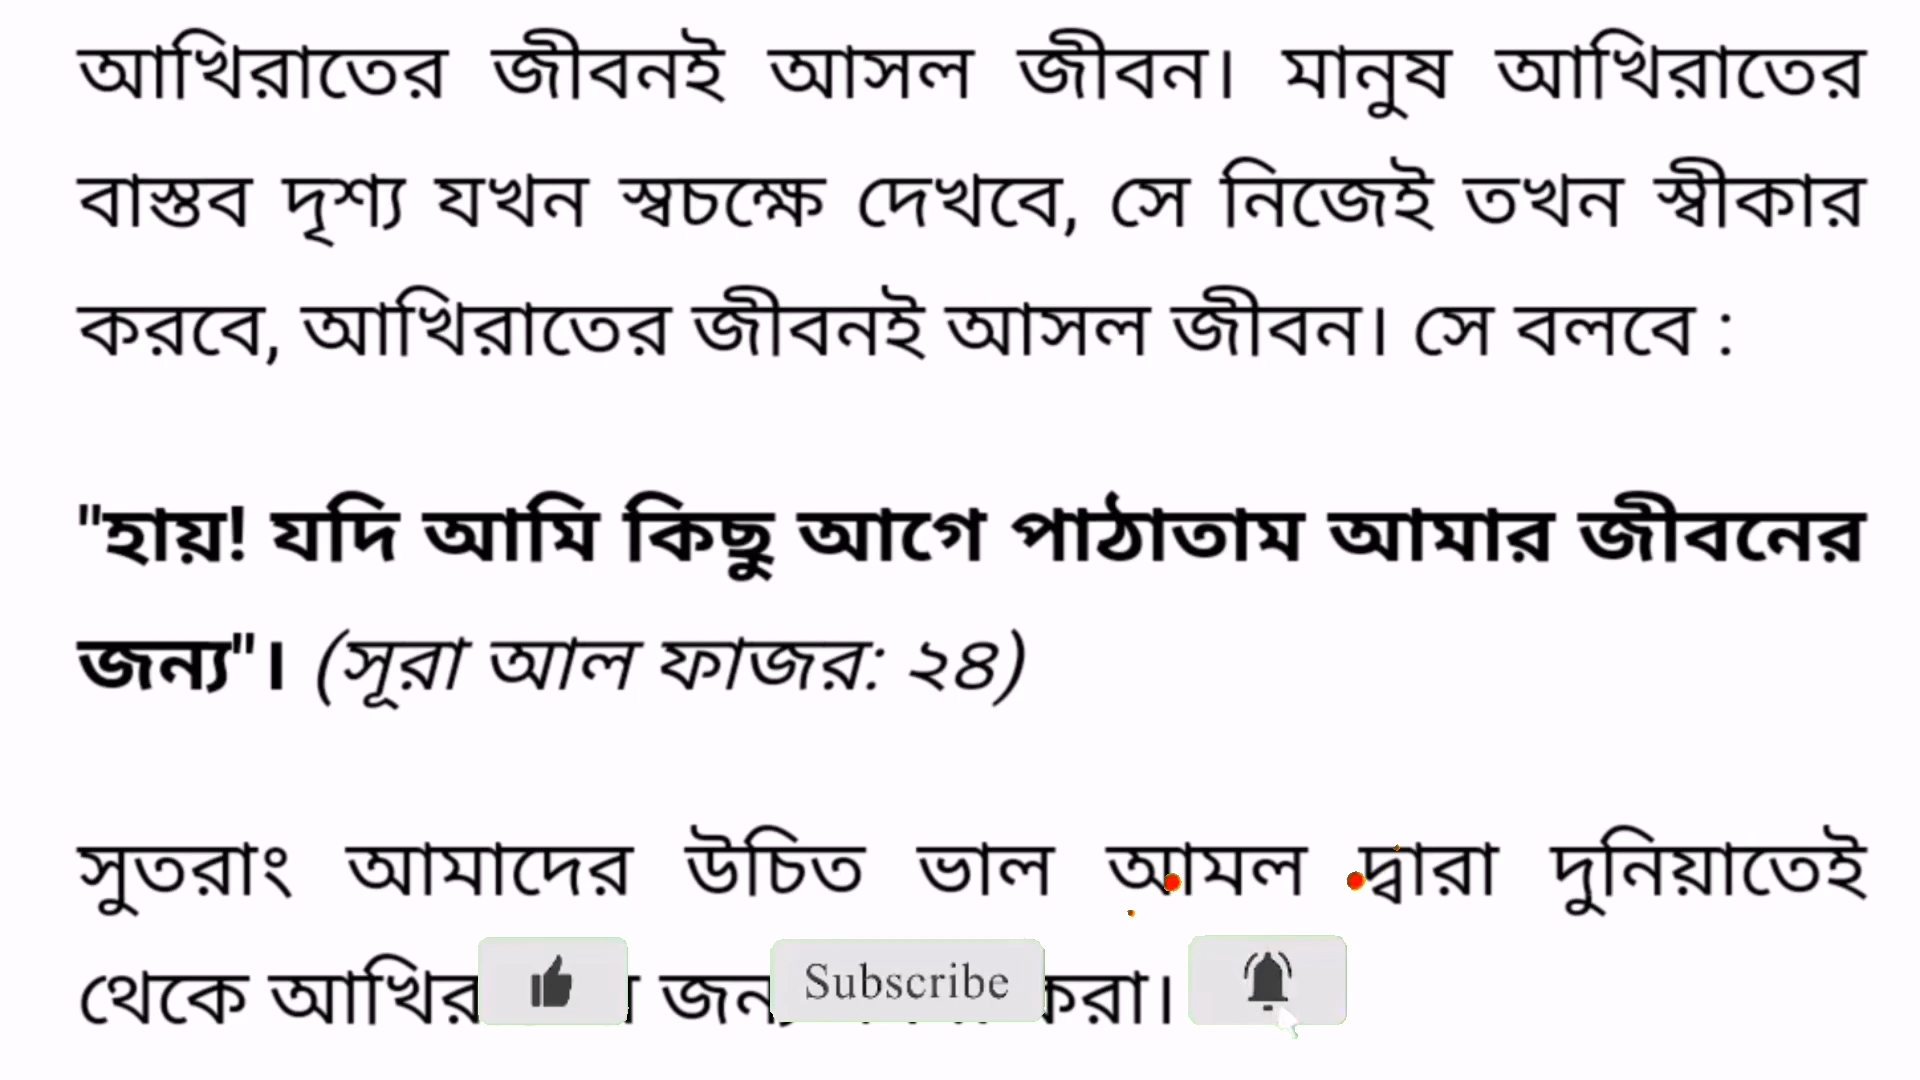 আখিরাতের জীবনই আসল জীবন। মানুষ আখিরাতের
বাস্তব দৃশ্য যখন স্বচক্ষে দেখবে, সে নিজেই তখন স্বীকার
করবে, আখিরাতের জীবনই আসল জীবন। সে বলবে :
"হায়! যদি আমি কিছু আগে পাঠাতাম আমার জীবনের
জন্য"। (সূরা আল ফাজর: ২৪)
সুতরাং আমাদের উচিত ভাল আমল দ্বারা দুনিয়াতেই
থেকে করা।
Subscribe